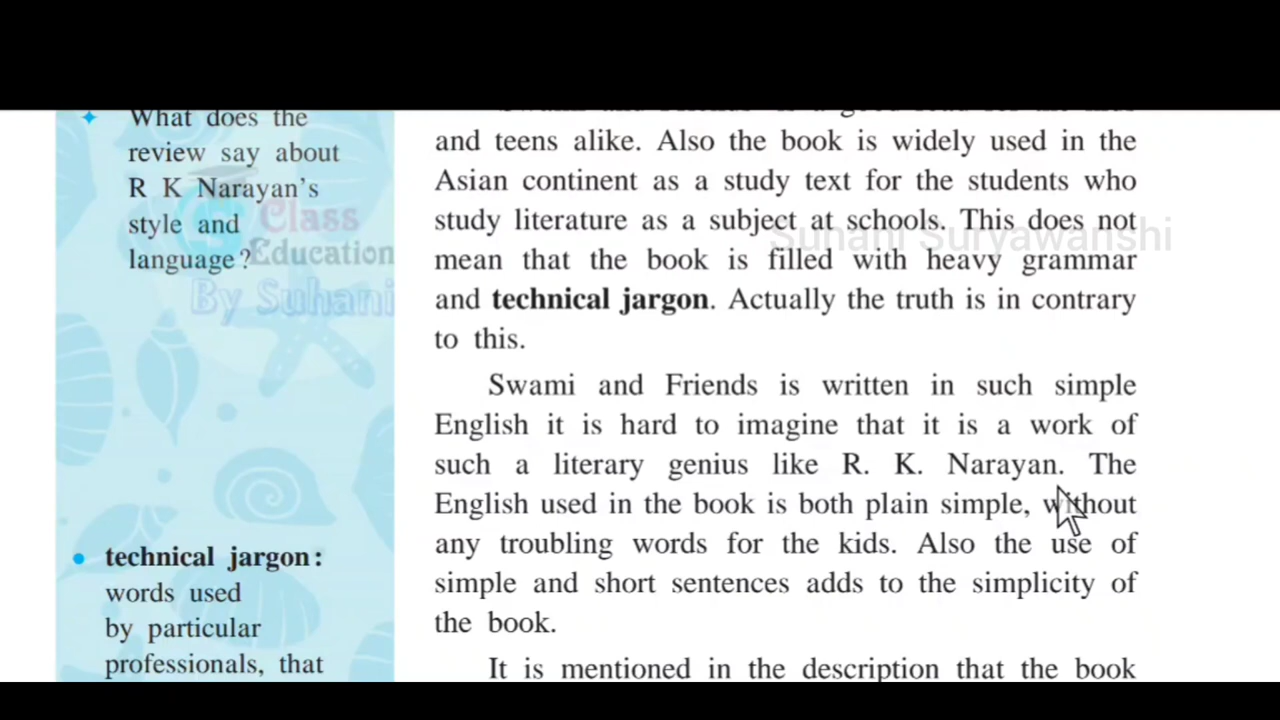 What does the
review say about
R K Narayan's
style and
language?
Class
Education
By Suhani
technical jargon:
words used
by particular
professionals, that
and teens alike. Also the book is widely used in the
Asian continent as a study text for the students who
study literature as a subject at schools. This does not
Suhani Suryawanshi
mean that the book is filled with heavy grammar
and technical jargon. Actually the truth is in contrary
to this.
Swami and Friends is written in such simple
English it is hard to imagine that it is a work of
such a literary genius like R. K. Narayan. The
English used in the book is both plain simple, without
any troubling words for the kids. Also the use of
simple and short sentences adds to the simplicity of
the book.
It is mentioned in the description that the book